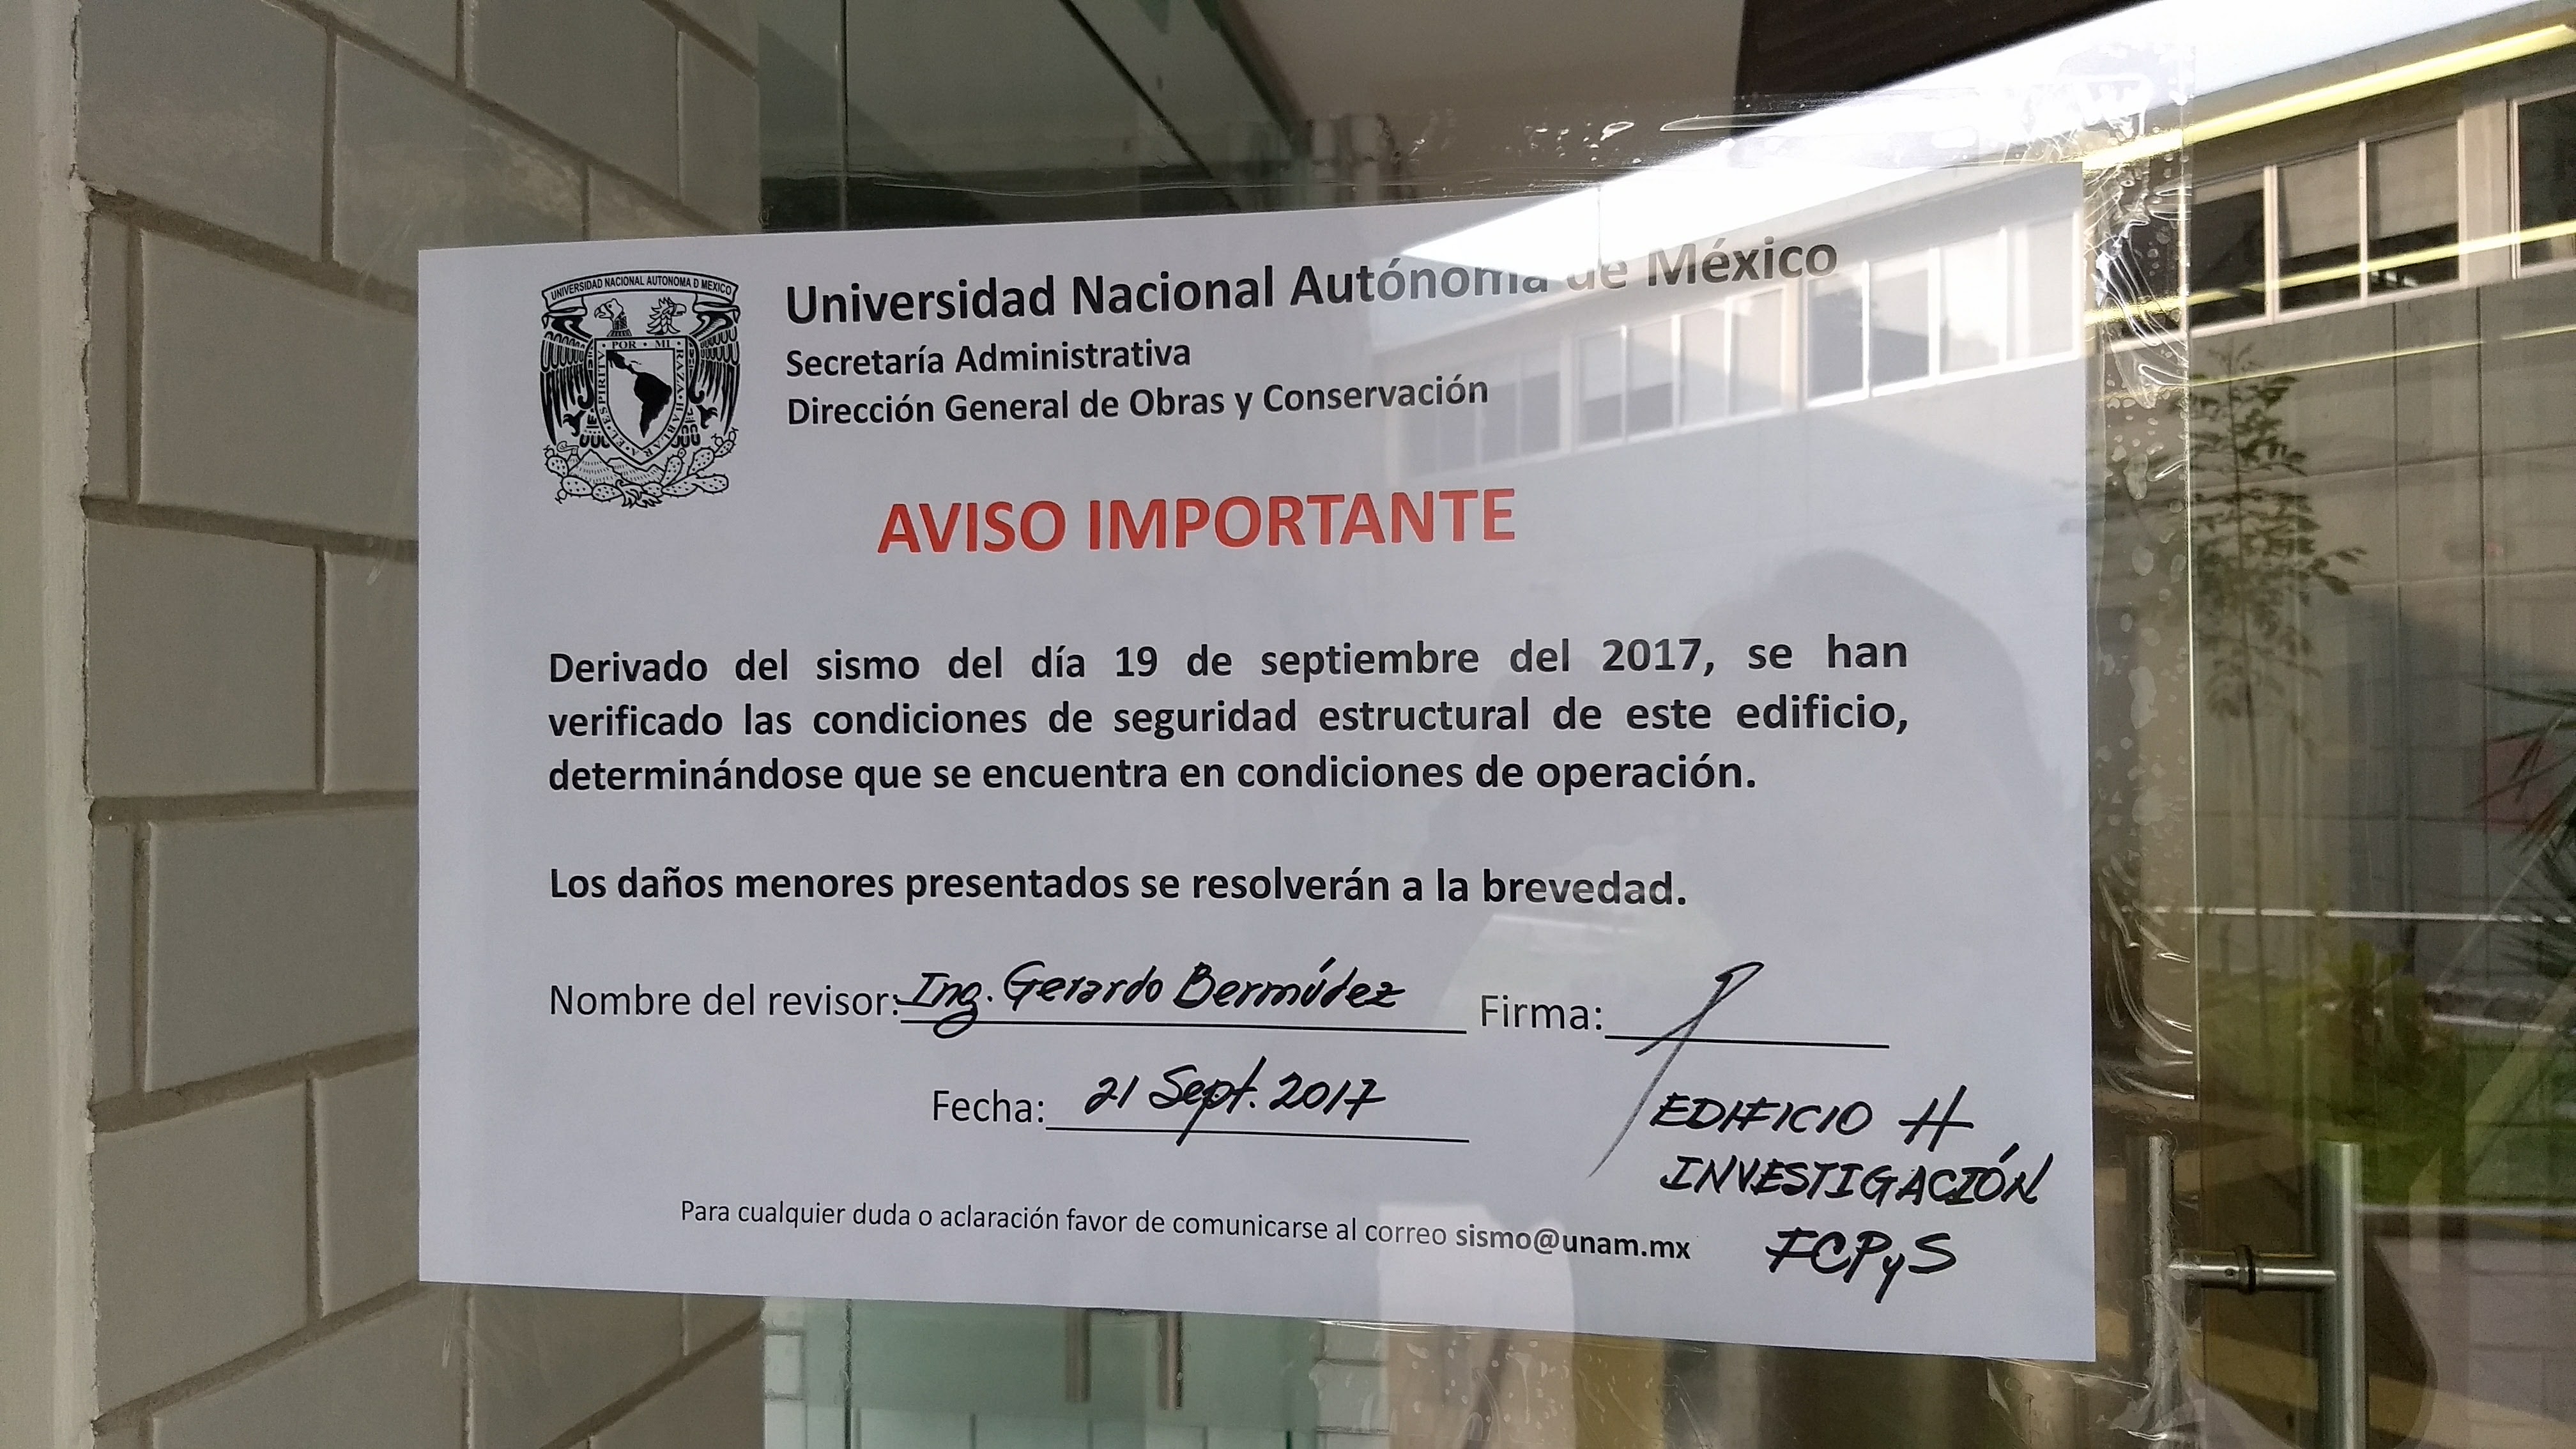 UNIVERSIDAD NACIONAL AUTONOMA D MEXICO
POR MI RAZA HABLARA EL ESPIRITU
Universidad Nacional Autónoma de México
Secretaría Administrativa
Dirección General de Obras y Conservación
AVISO IMPORTANTE
Derivado del sismo del día 19 de septiembre del 2017, se han
verificado las condiciones de seguridad estructural de este edificio,
determinándose que se encuentra en condiciones de operación.
Los daños menores presentados se resolverán a la brevedad.
Nombre del revisor: Ing. Gerardo Bermúdez Firma:
Fecha: 21 Sept. 2017
EDIFICIO H
INVESTIGACIÓN
FCPyS
Para cualquier duda o aclaración favor de comunicarse al correo sismo@unam.mx